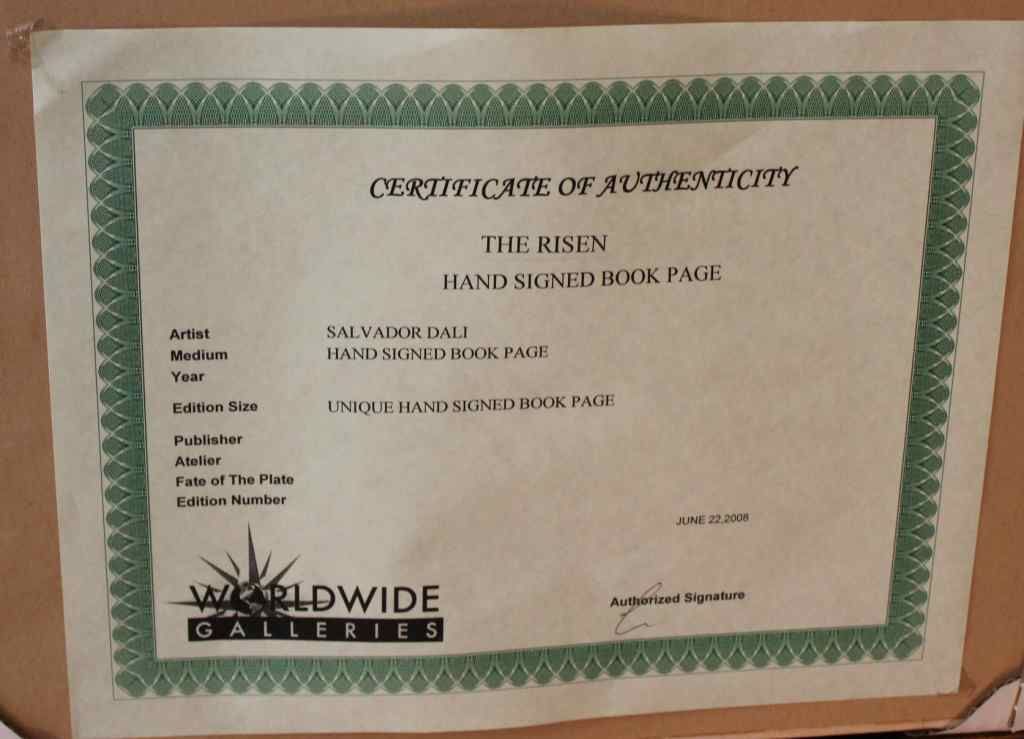 CERTIFICATE OF AUTHENTICITY
THE RISEN
HAND SIGNED BOOK PAGE
Artist SALVADOR DALI
Medium HAND SIGNED BOOK PAGE
Year
Edition Size UNIQUE HAND SIGNED BOOK PAGE
Publisher
Atelier
Fate of The Plate
Edition Number
JUNE 22,2008
WORLDWIDE
GALLERIES
Authorized Signature